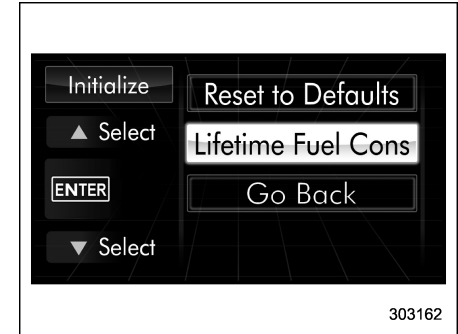 Initialize
▲ Select
ENTER
▼ Select
Reset to Defaults
Lifetime Fuel Cons
Go Back
303162